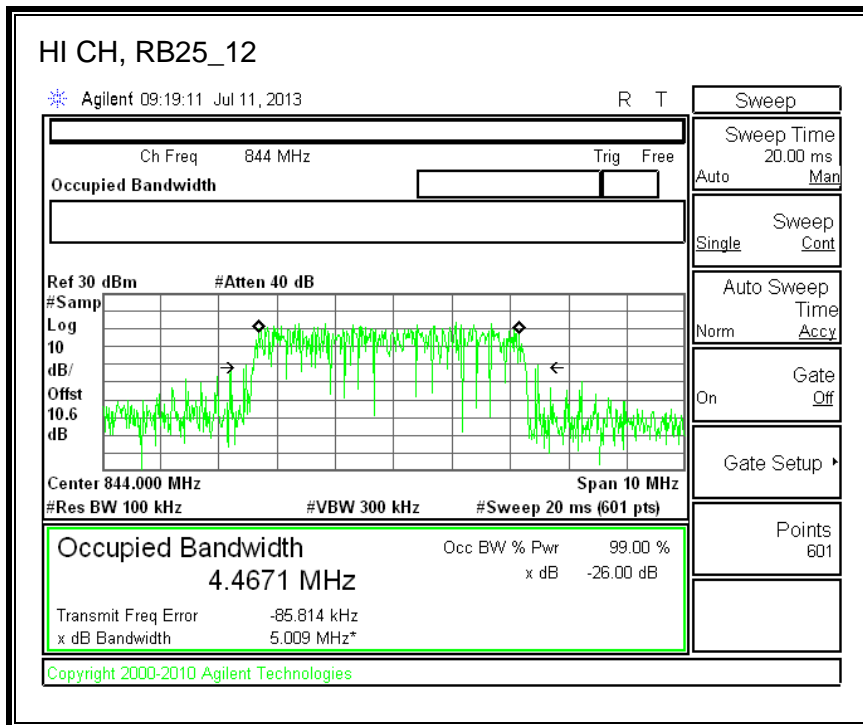 HI CH, RB25_12
Agilent 09:19:11 Jul 11, 2013 R T
Ch Freq 844 MHz Trig Free
Occupied Bandwidth
Ref 30 dBm #Atten 40 dB
#Samp
Log
10
dB/
Offst
10.6
dB
Center 844.000 MHz Span 10 MHz
#Res BW 100 kHz #VBW 300 kHz #Sweep 20 ms (601 pts)
Occupied Bandwidth Occ BW % Pwr 99.00 %
4.4671 MHz x dB -26.00 dB
Transmit Freq Error -85.814 kHz
x dB Bandwidth 5.009 MHz*
Copyright 2000-2010 Agilent Technologies
Sweep
Sweep Time
20.00 ms
Auto Man
Sweep
Single Cont
Auto Sweep
Time
Norm Accy
Gate
On Off
Gate Setup
Points
601